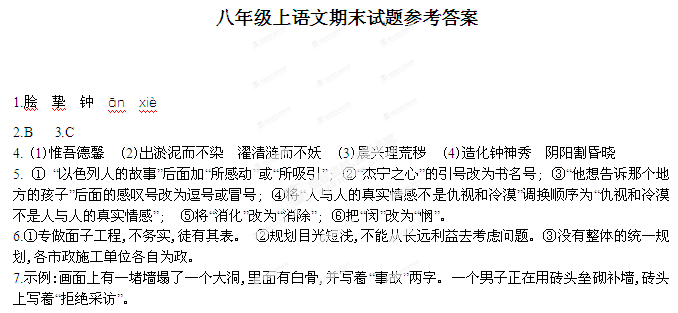 八年级上语文期末试题参考答案
1.脍 挚 钟 ān xiè
2.B 3.C
4. (1)惟吾德馨 (2)出淤泥而不染 濯清涟而不妖 (3)晨兴理荒秽 (4)造化钟神秀 阴阳割昏晓
5. ① “以色列人的故事”后面加“所感动”或“所吸引”；②“杰宁之心”的引号改为书名号；③“他想告诉那个地
方的孩子”后面的感叹号改为逗号或冒号；④将“人与人的真实情感不是仇视和冷漠”调换顺序为“仇视和冷漠
不是人与人的真实情感”； ⑤将“消化”改为“消除”；⑥把“闵”改为“悯”。
6.①专做面子工程,不务实,徒有其表。 ②规划目光短浅,不能从长远利益去考虑问题。③没有整体的统一规
划,各市政施工单位各自为政。
7.示例:画面上有一堵墙塌了一个大洞,里面有白骨,并写着“事故”两字。一个男子正在用砖头垒砌补墙,砖头
上写着“拒绝采访”。